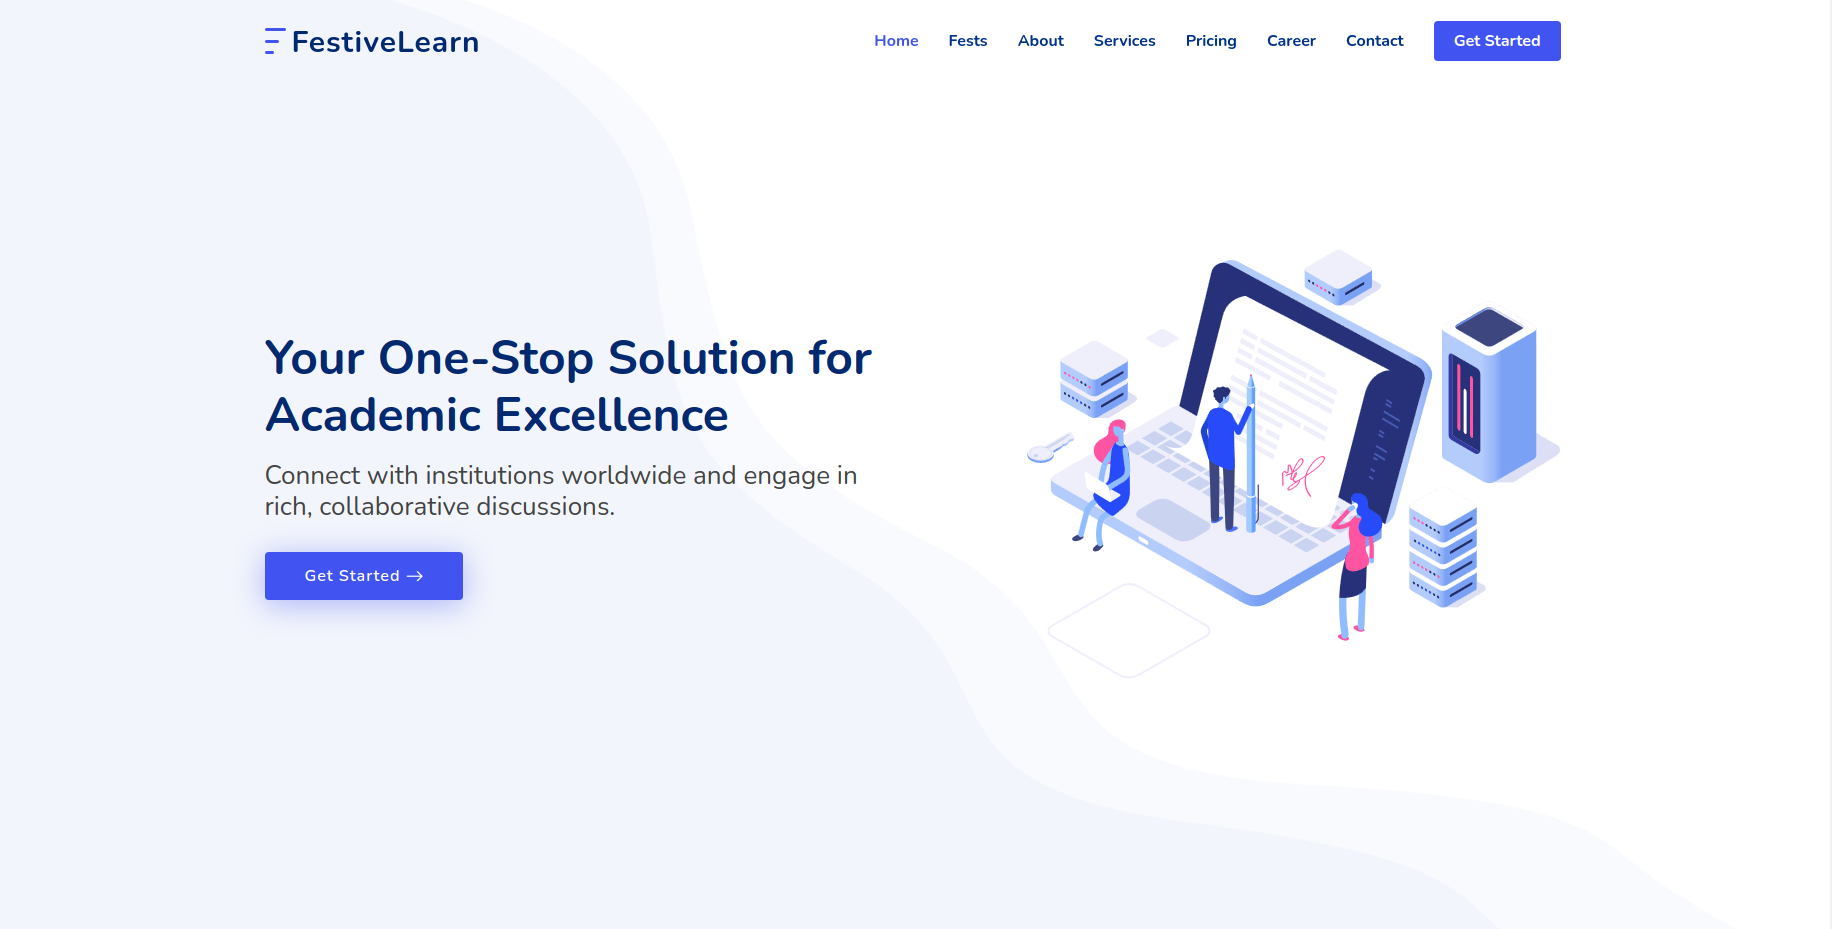 FestiveLearn
Home Fests About Services Pricing Career Contact Get Started
Your One-Stop Solution for
Academic Excellence
Connect with institutions worldwide and engage in
rich, collaborative discussions.
Get Started →